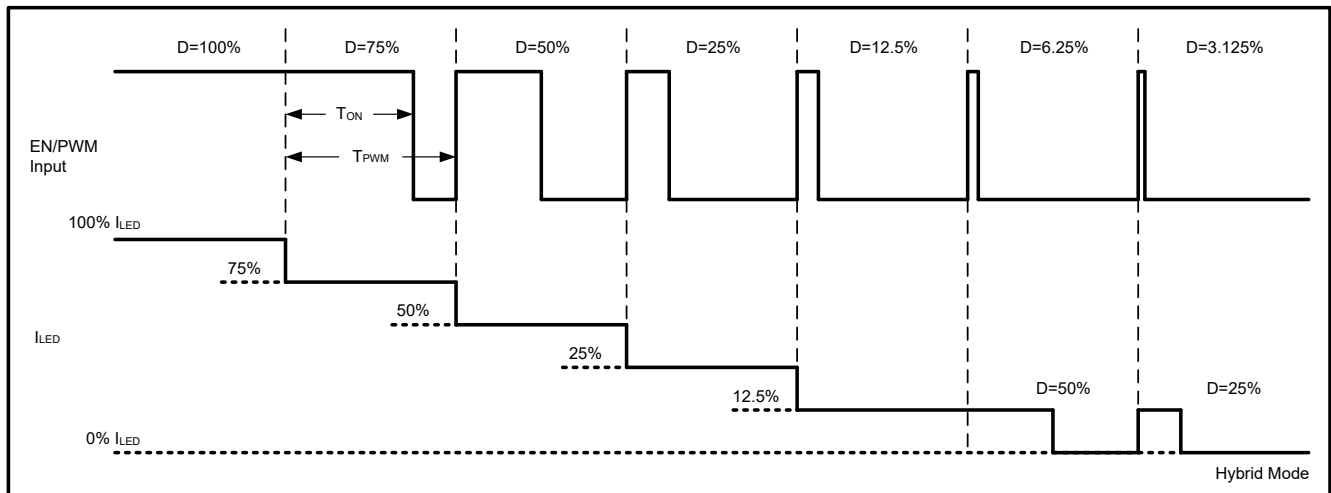 D=100% D=75% D=50% D=25% D=12.5% D=6.25% D=3.125%
TON
EN/PWM
Input
TPWM
100% ILED
75%
50%
ILED
25%
12.5%
D=50% D=25%
0% ILED
Hybrid Mode